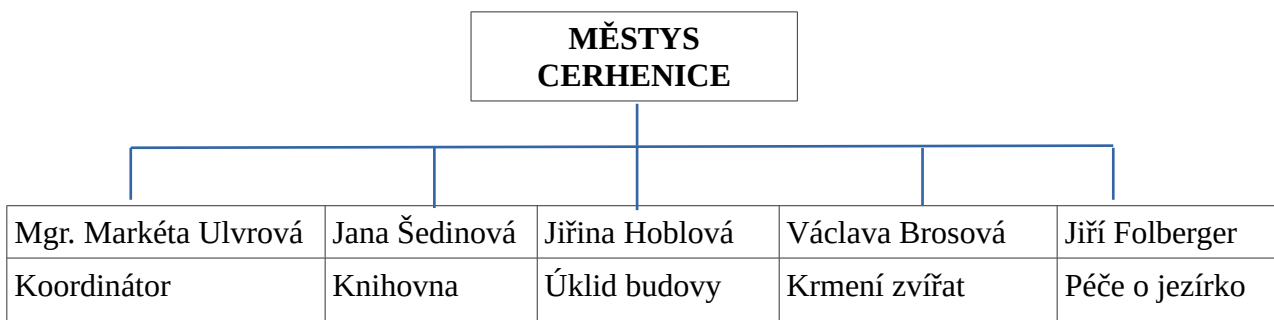 MĚSTYS
CERHENICE
Mgr. Markéta Ulvrová Jana Šedinová Jiřina Hoblová Václava Brosová Jiří Folberger
Koordinátor Knihovna Úklid budovy Krmení zvířat Péče o jezírko